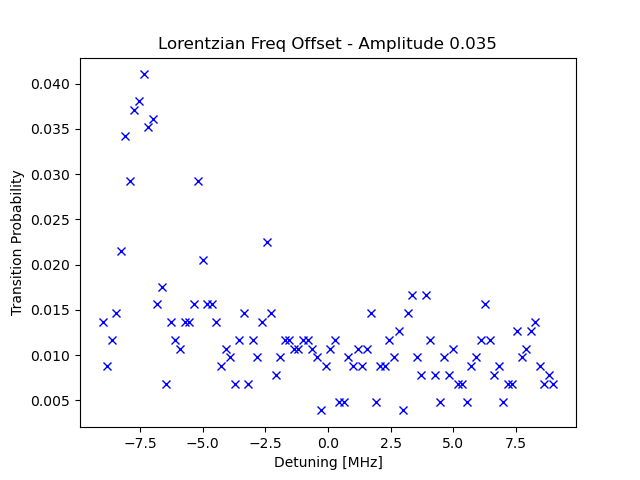 Lorentzian Freq Offset - Amplitude 0.035
Transition Probability
0.040
0.035
0.030
0.025
0.020
0.015
0.010
0.005
−7.5 −5.0 −2.5 0.0 2.5 5.0 7.5
Detuning [MHz]